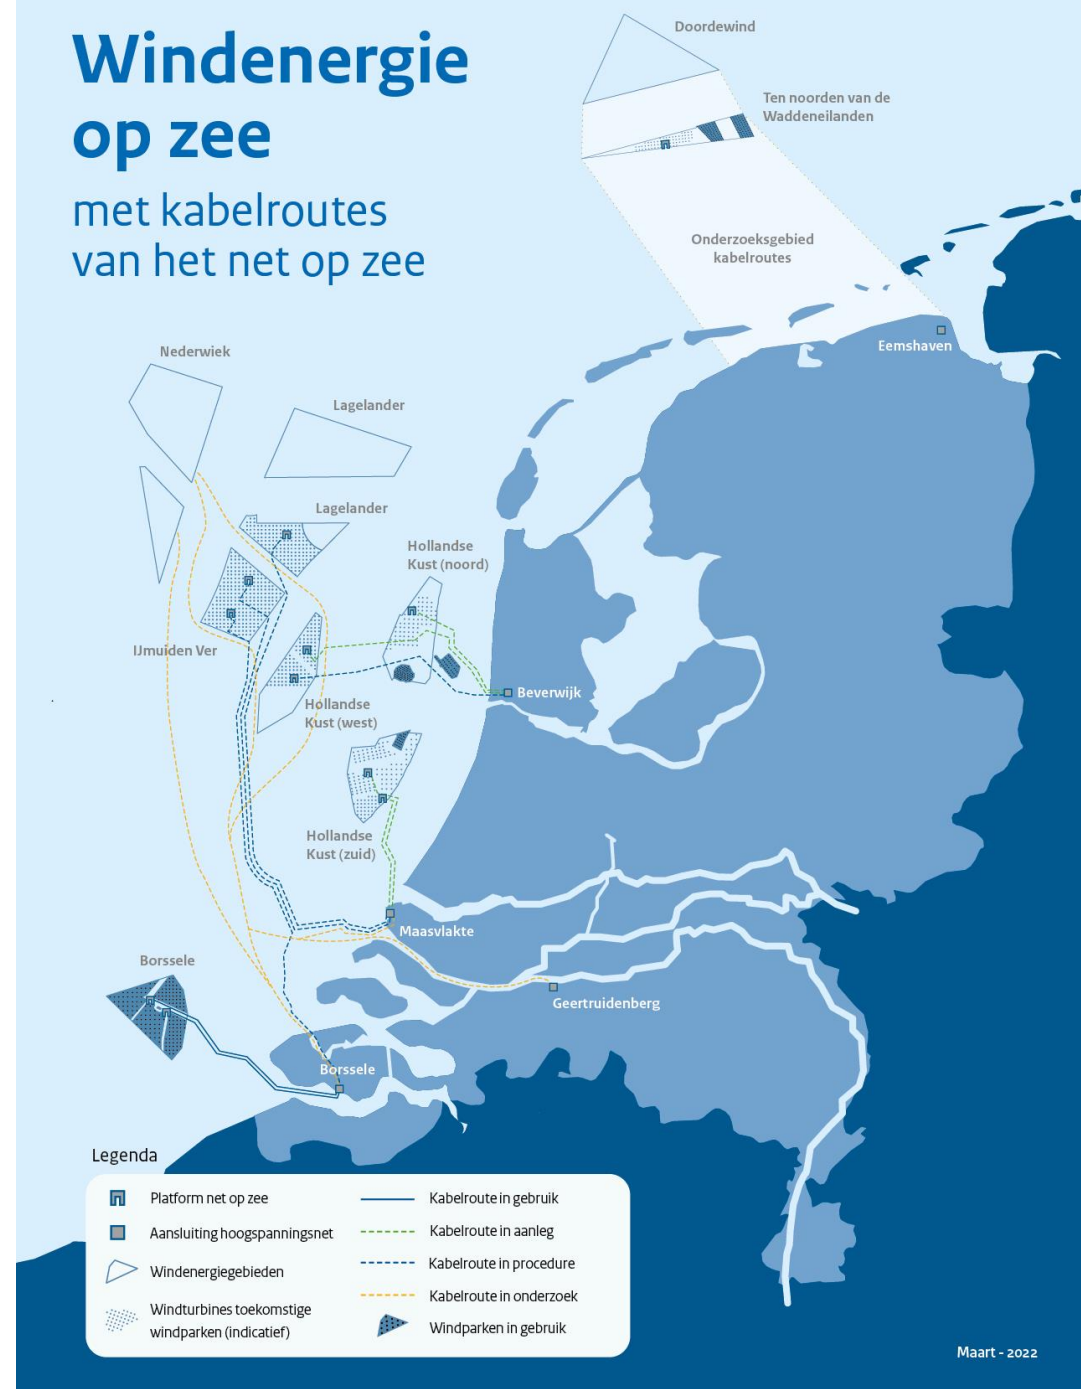 Windenergie
op zee
met kabelroutes
van het net op zee
Doordewind
Ten noorden van de
Waddeneilanden
Onderzoeksgebied
kabelroutes
Eemshaven
Nederwiek
Lagelander
Lagelander
Hollandse
Kust (noord)
IJmuiden Ver
Beverwijk
Hollandse
Kust (west)
Hollandse
Kust (zuid)
Maasvlakte
Borssele
Geertruidenberg
Borssele
Legenda
Platform net op zee
Aansluiting hoogspanningsnet
Windenergiegebieden
Windturbines toekomstige
windparken (indicatief)
Kabelroute in gebruik
Kabelroute in aanleg
Kabelroute in procedure
Kabelroute in onderzoek
Windparken in gebruik
Maart - 2022